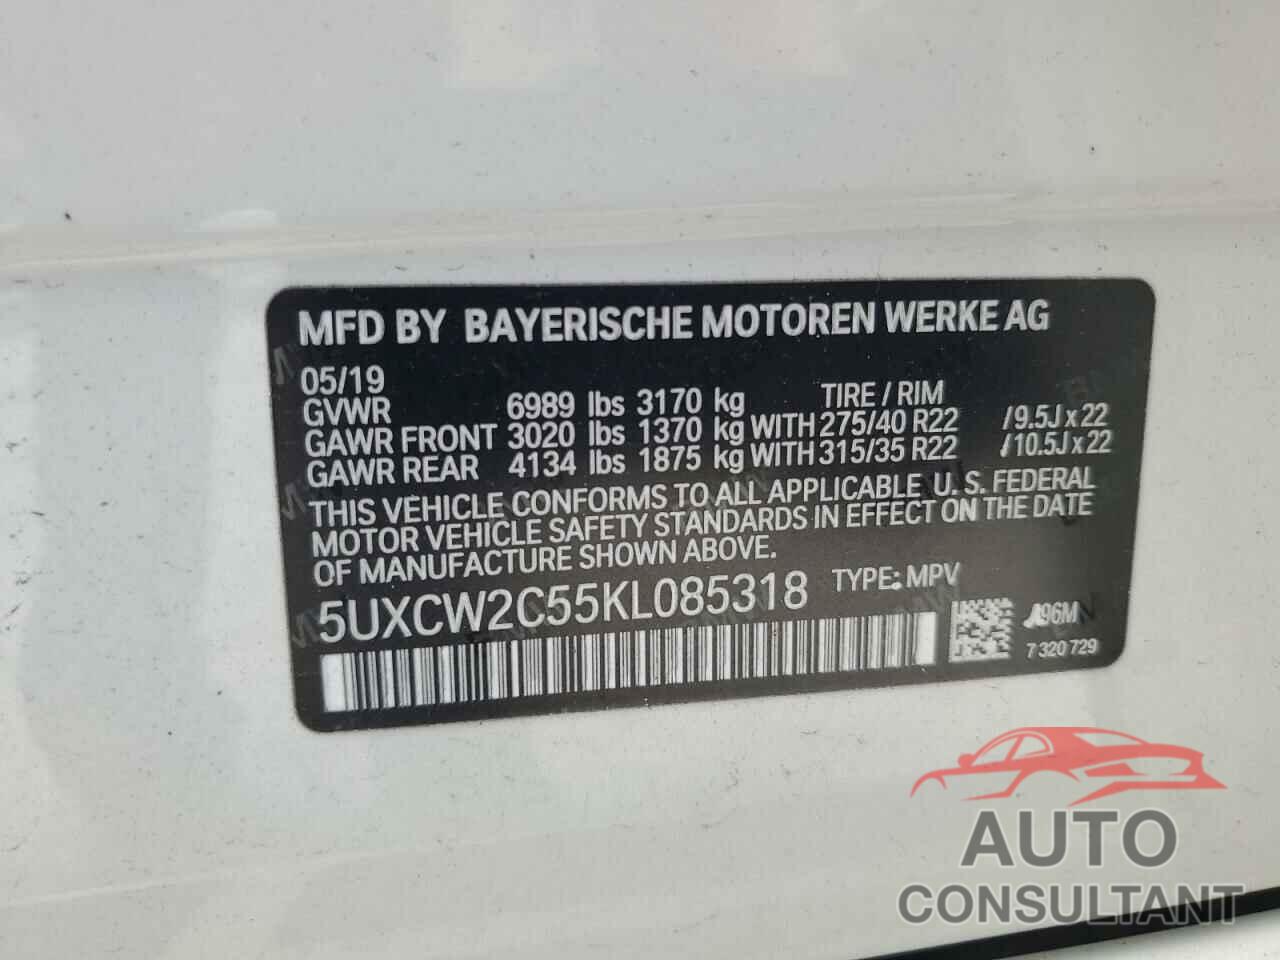 MFD BY BAYERISCHE MOTOREN WERKE AG
05/19
TIRE / RIM
GVWR 6989 lbs 3170 kg
GAWR FRONT 3020 lbs 1370 kg WITH 275/40 R22 /9.5J x 22
GAWR REAR 4134 lbs 1875 kg WITH 315/35 R22 /10.5J x 22
THIS VEHICLE CONFORMS TO ALL APPLICABLE U. S. FEDERAL
MOTOR VEHICLE SAFETY STANDARDS IN EFFECT ON THE DATE
OF MANUFACTURE SHOWN ABOVE.
5UXCW2C55KL085318 TYPE: MPV
7 320 729
AUTO
CONSULTANT